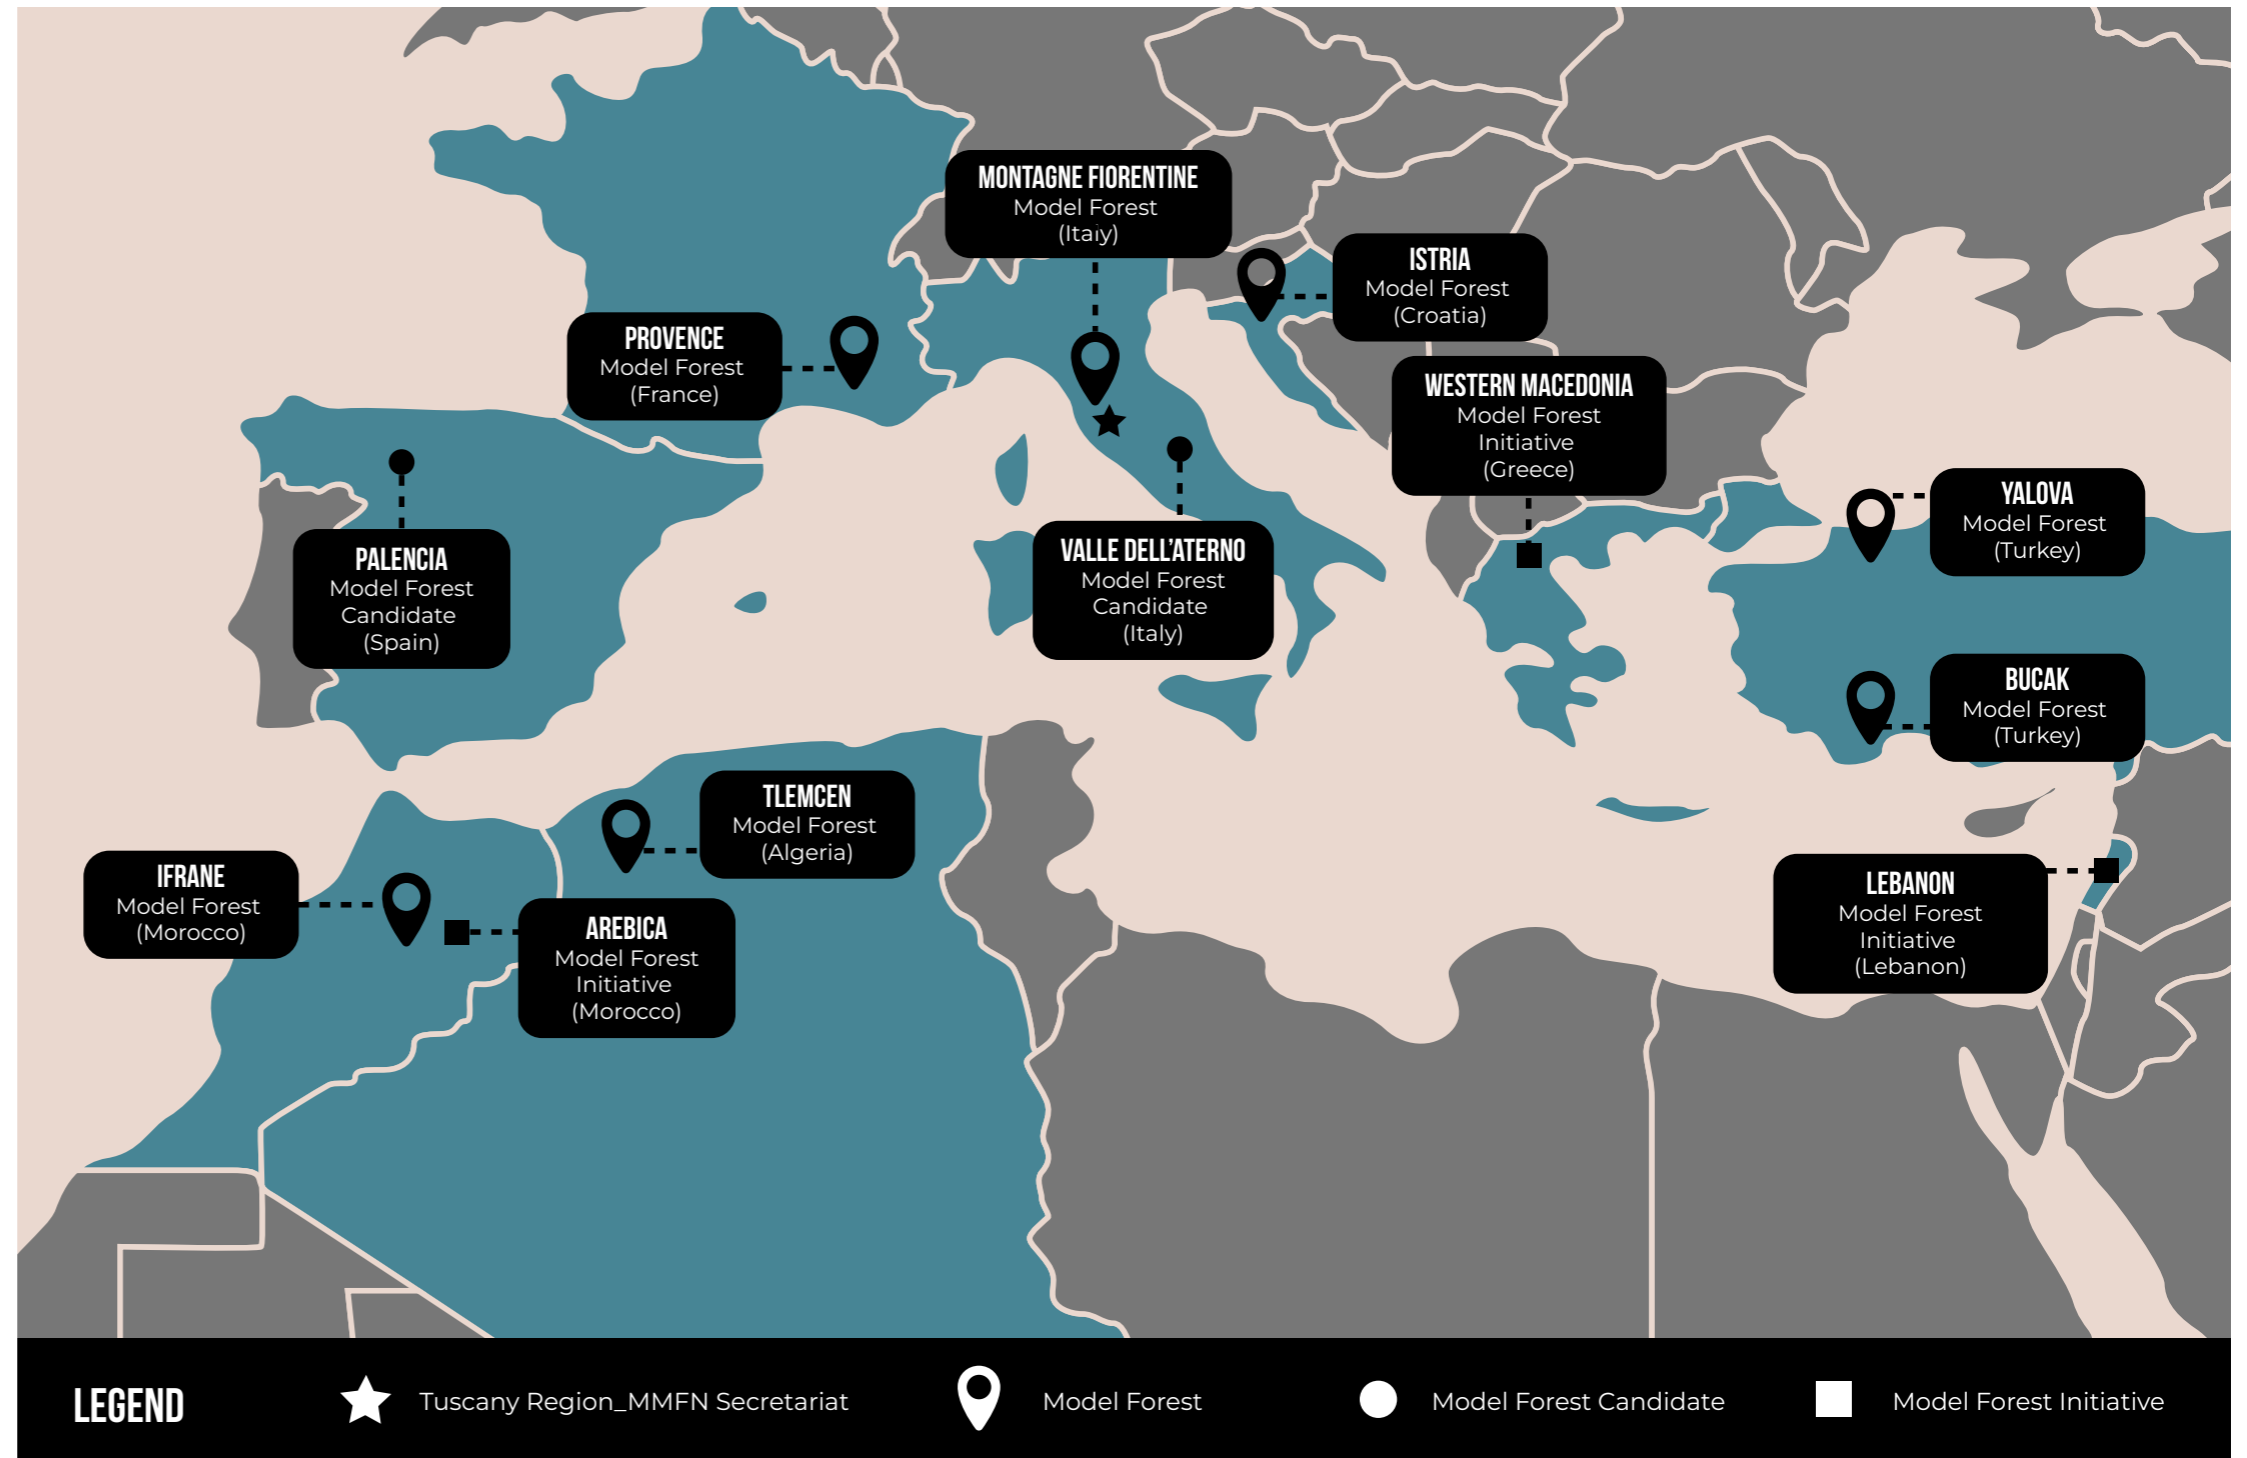 MONTAGNE FIORENTINE
Model Forest
(Itaiy)
ISTRIA
Model Forest
(Croatia)
PROVENCE
Model Forest
(France)
WESTERN MACEDONIA
Model Forest
Initiative
(Greece)
YALOVA
Model Forest
(Turkey)
PALENCIA
Model Forest
Candidate
(Spain)
VALLE DELL'ATERNO
Model Forest
Candidate
(Italy)
BUCAK
Model Forest
(Turkey)
TLEMCEN
Model Forest
(Algeria)
IFRANE
Model Forest
(Morocco)
LEBANON
Model Forest
Initiative
(Lebanon)
AREBICA
Model Forest
Initiative
(Morocco)
LEGEND
Tuscany Region_MMFN Secretariat
Model Forest
Model Forest Candidate
Model Forest Initiative